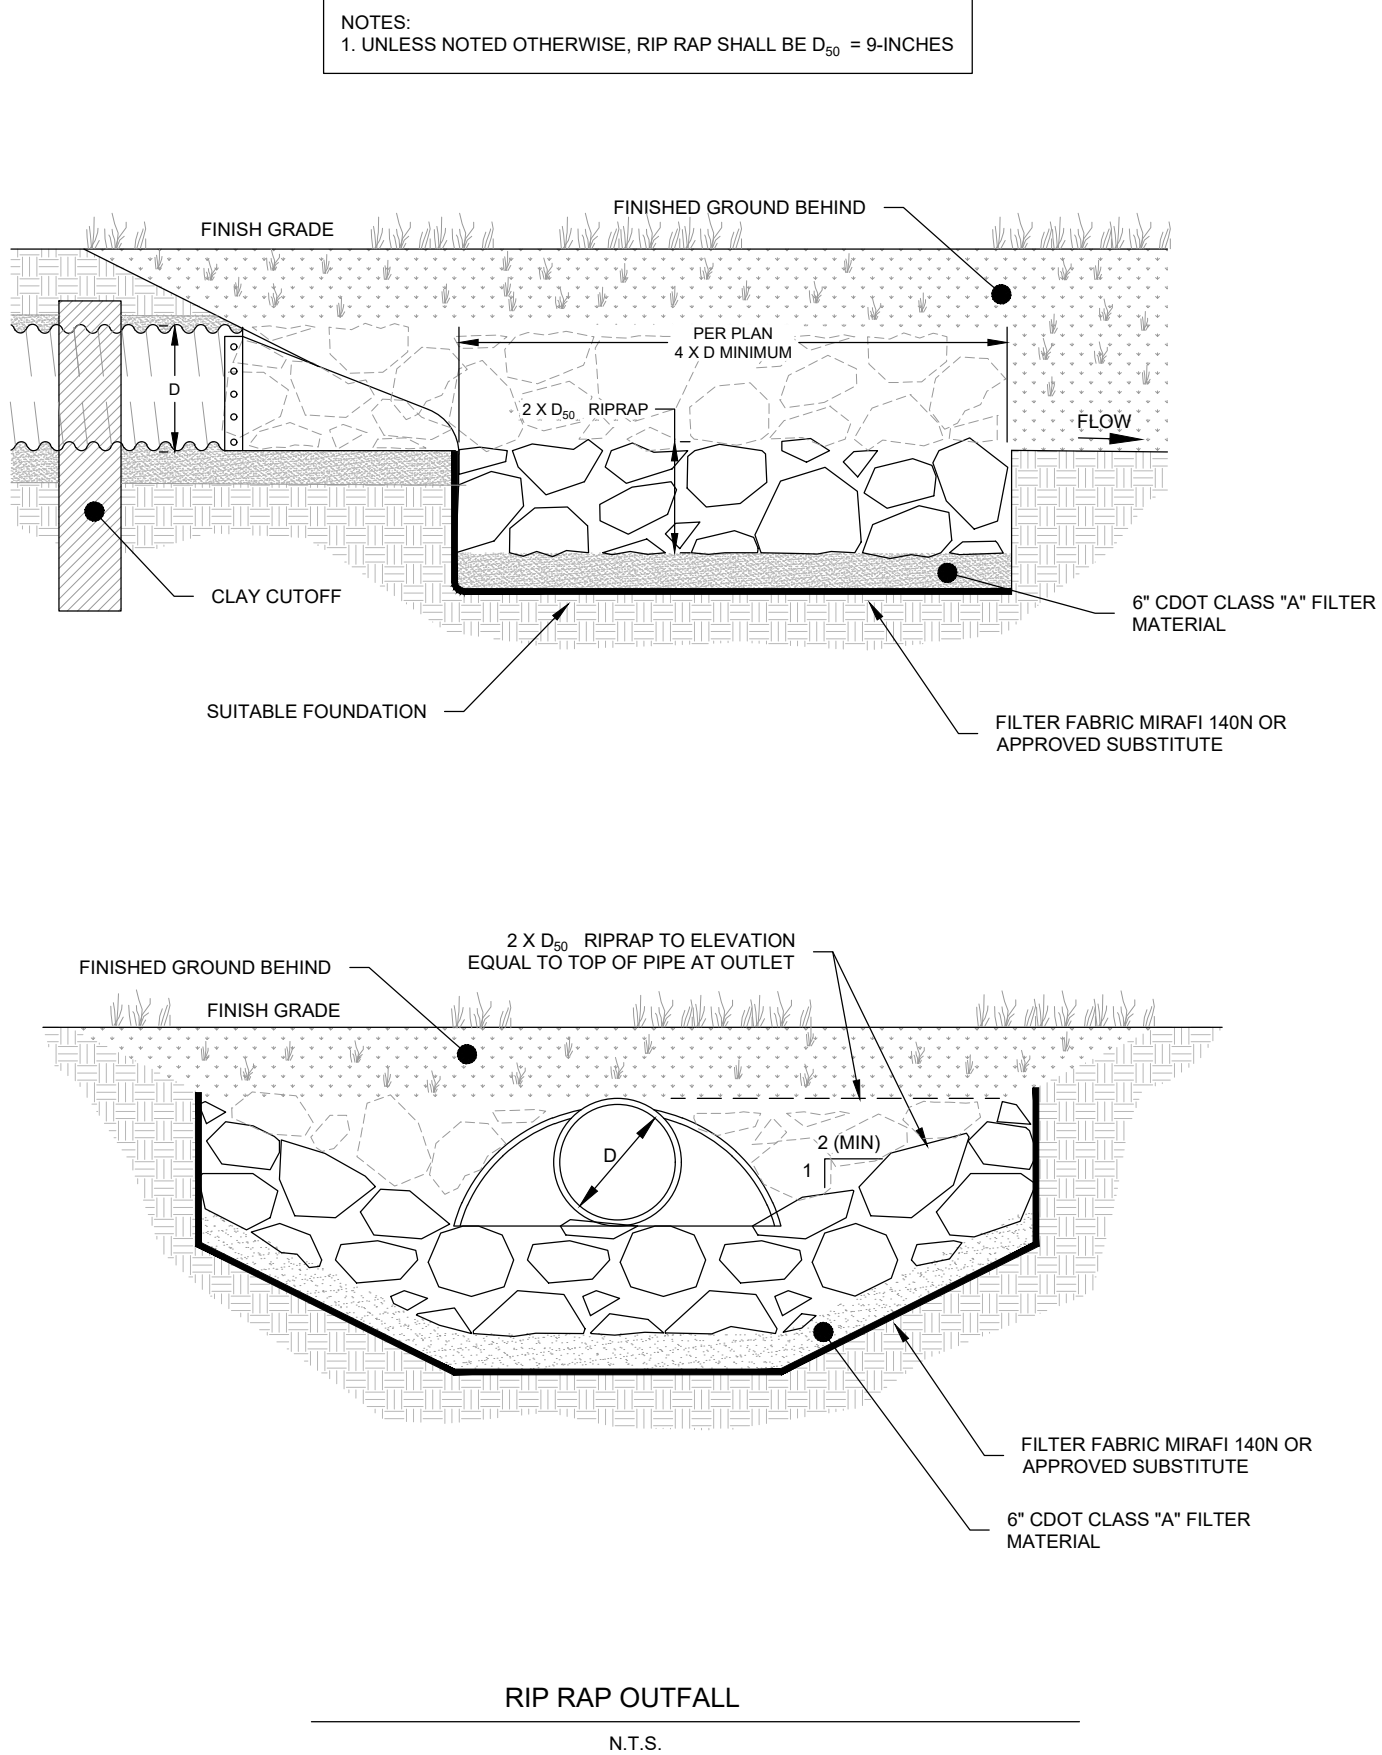 NOTES:
1. UNLESS NOTED OTHERWISE, RIP RAP SHALL BE D50 = 9-INCHES
FINISHED GROUND BEHIND
FINISH GRADE
PER PLAN
4 X D MINIMUM
D
2 X D50 RIPRAP
FLOW
CLAY CUTOFF
6" CDOT CLASS "A" FILTER
MATERIAL
SUITABLE FOUNDATION
FILTER FABRIC MIRAFI 140N OR
APPROVED SUBSTITUTE
2 X D50 RIPRAP TO ELEVATION
EQUAL TO TOP OF PIPE AT OUTLET
FINISHED GROUND BEHIND
FINISH GRADE
2 (MIN)
1
D
FILTER FABRIC MIRAFI 140N OR
APPROVED SUBSTITUTE
6" CDOT CLASS "A" FILTER
MATERIAL
RIP RAP OUTFALL
N.T.S.